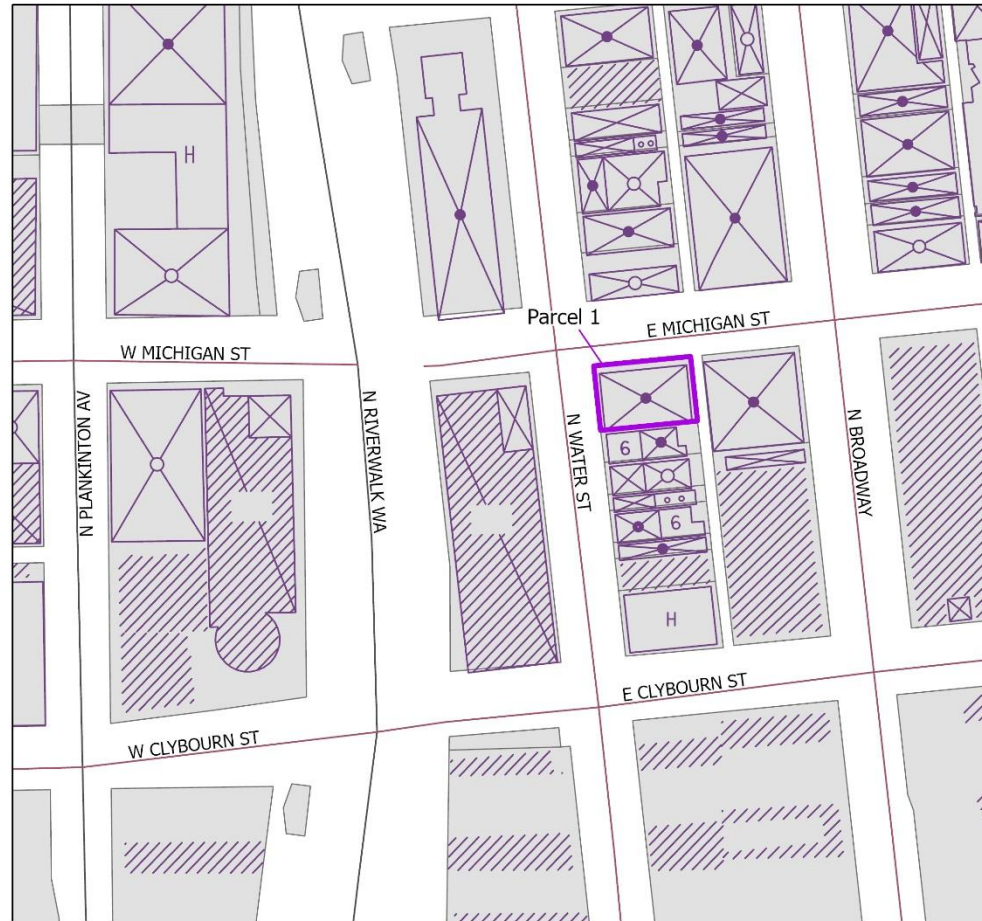 H
Parcel 1
E MICHIGAN ST
W MICHIGAN ST
N PLANKINTON AV
N RIVERWALK WA
N WATER ST
N BROADWAY
6
6
H
E CLYBOURN ST
W CLYBOURN ST